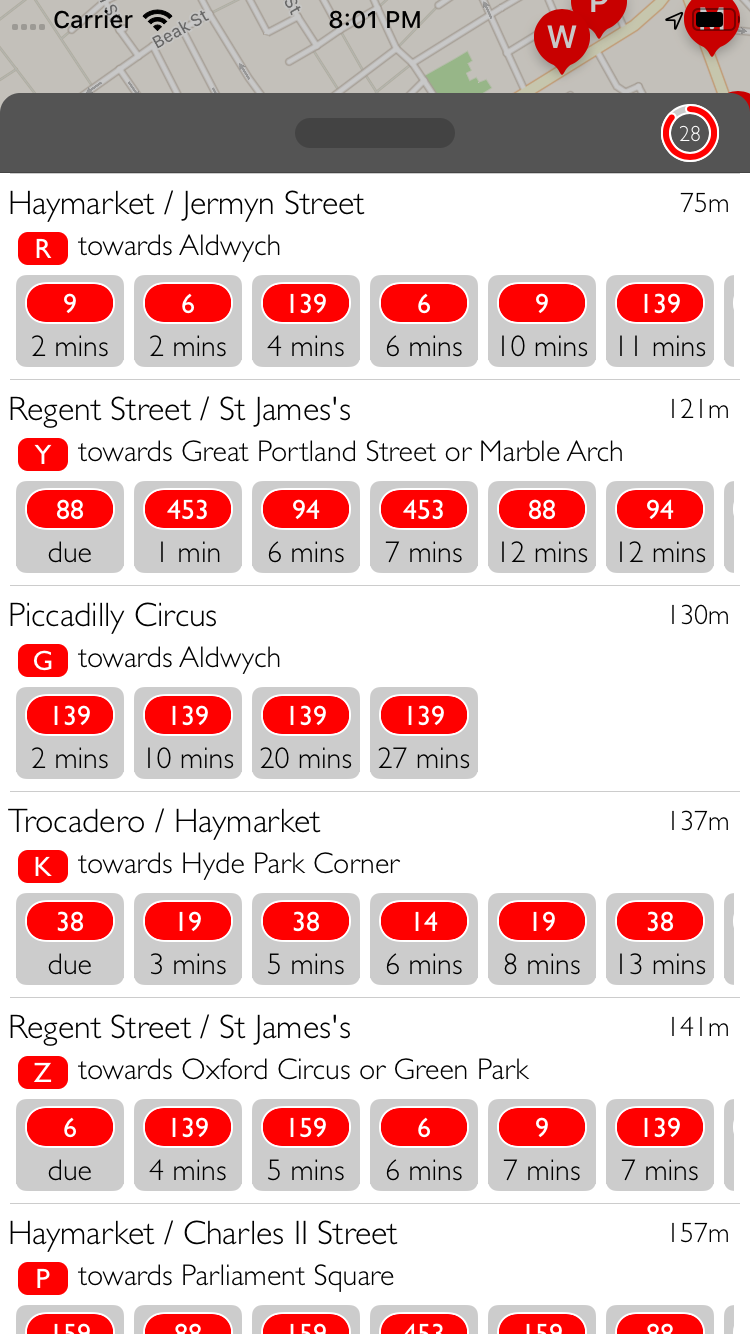 Carrier 8:01 PM
Beak St
St
W P M
28
Haymarket / Jermyn Street 75m
R towards Aldwych
9 6 139 6 9 139
2 mins 2 mins 4 mins 6 mins 10 mins 11 mins
Regent Street / St James's 121m
Y towards Great Portland Street or Marble Arch
88 453 94 453 88 94
due 1 min 6 mins 7 mins 12 mins 12 mins
Piccadilly Circus 130m
G towards Aldwych
139 139 139 139
2 mins 10 mins 20 mins 27 mins
Trocadero / Haymarket 137m
K towards Hyde Park Corner
38 19 38 14 19 38
due 3 mins 5 mins 6 mins 8 mins 13 mins
Regent Street / St James's 141m
Z towards Oxford Circus or Green Park
6 139 159 6 9 139
due 4 mins 5 mins 6 mins 7 mins 7 mins
Haymarket / Charles II Street 157m
P towards Parliament Square
159 88 159 453 159 88